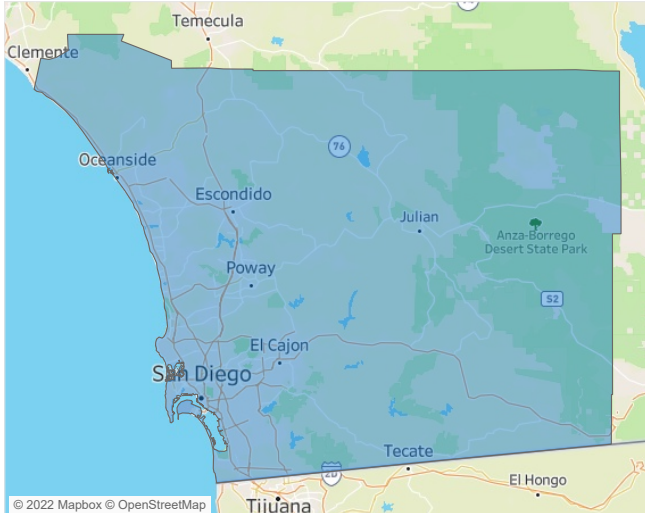 Temecula
Clemente
76
Oceanside
Escondido
Julian
Anza-Borrego
Desert State Park
Poway
S2
El Cajon
San Diego
Tecate
2D
El Hongo
Tijuana
© 2022 Mapbox © OpenStreetMap